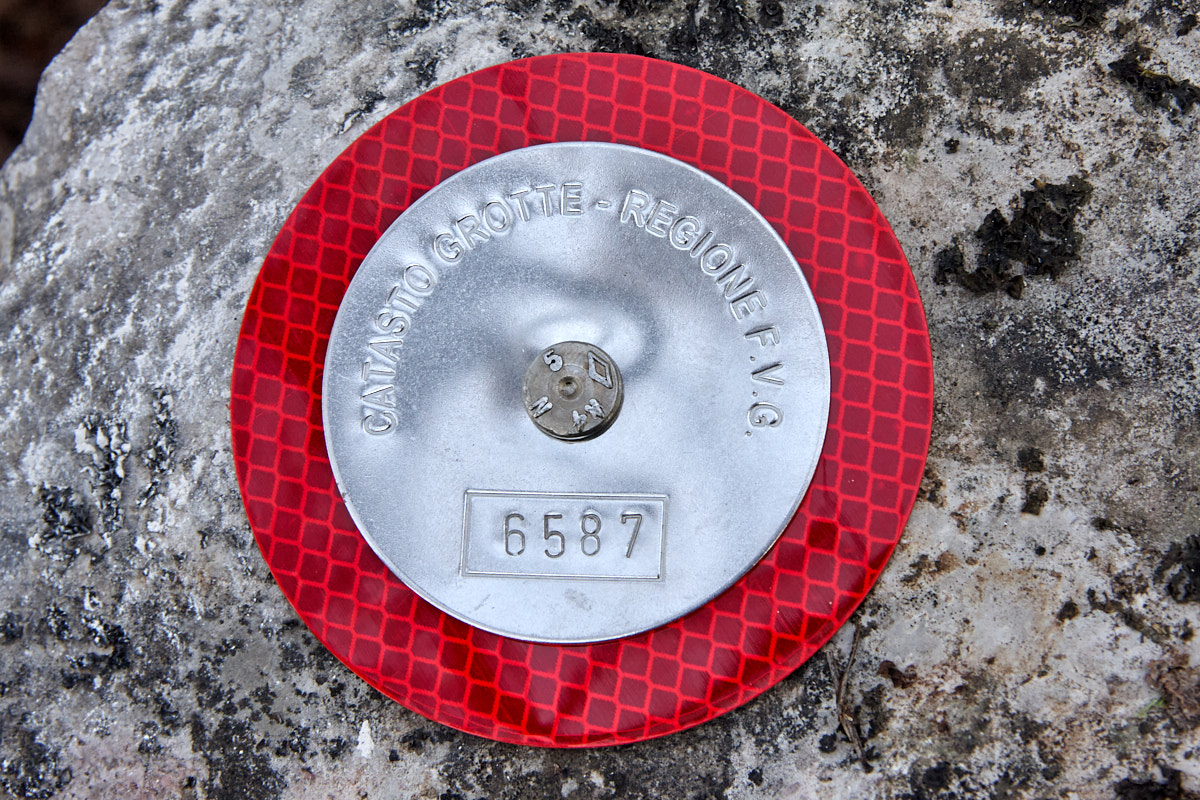 CATASTO GROTTE - REGIONE F.V.G.
6587